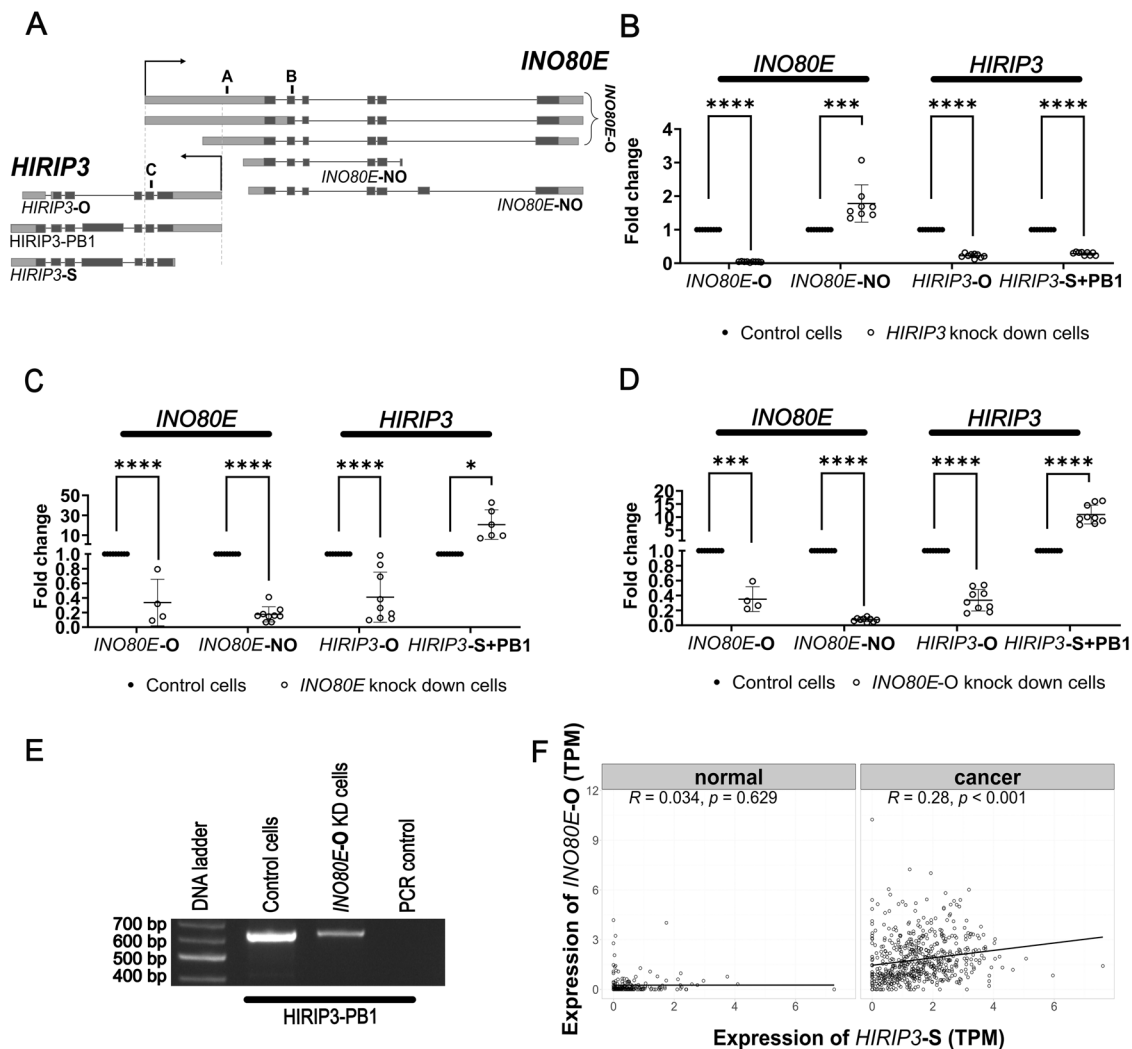 A
INO80E
A
B
INO80E-O
HIRIP3
C
INO80E-NO
HIRIP3-O
INO80E-NO
HIRIP3-PB1
HIRIP3-S
B
INO80E HIRIP3
**** *** **** ****
Fold change
4
3
2
1
0
INO80E-O INO80E-NO HIRIP3-O HIRIP3-S+PB1
Control cells HIRIP3 knock down cells
C
INO80E HIRIP3
**** **** **** *
Fold change
50
30
10
1.0
0.8
0.6
0.4
0.2
0.0
INO80E-O INO80E-NO HIRIP3-O HIRIP3-S+PB1
Control cells INO80E knock down cells
D
INO80E HIRIP3
*** **** **** ****
Fold change
20
15
10
5
1.0
0.8
0.6
0.4
0.2
0.0
INO80E-O INO80E-NO HIRIP3-O HIRIP3-S+PB1
Control cells INO80E-O knock down cells
E
DNA ladder
Control cells
INO80E-O KD cells
PCR control
700 bp
600 bp
500 bp
400 bp
HIRIP3-PB1
F
Expression of INO80E-O (TPM)
normal cancer
R = 0.034, p = 0.629
R = 0.28, p < 0.001
12
9
6
3
0
0 2 4 6 0 2 4 6
Expression of HIRIP3-S (TPM)